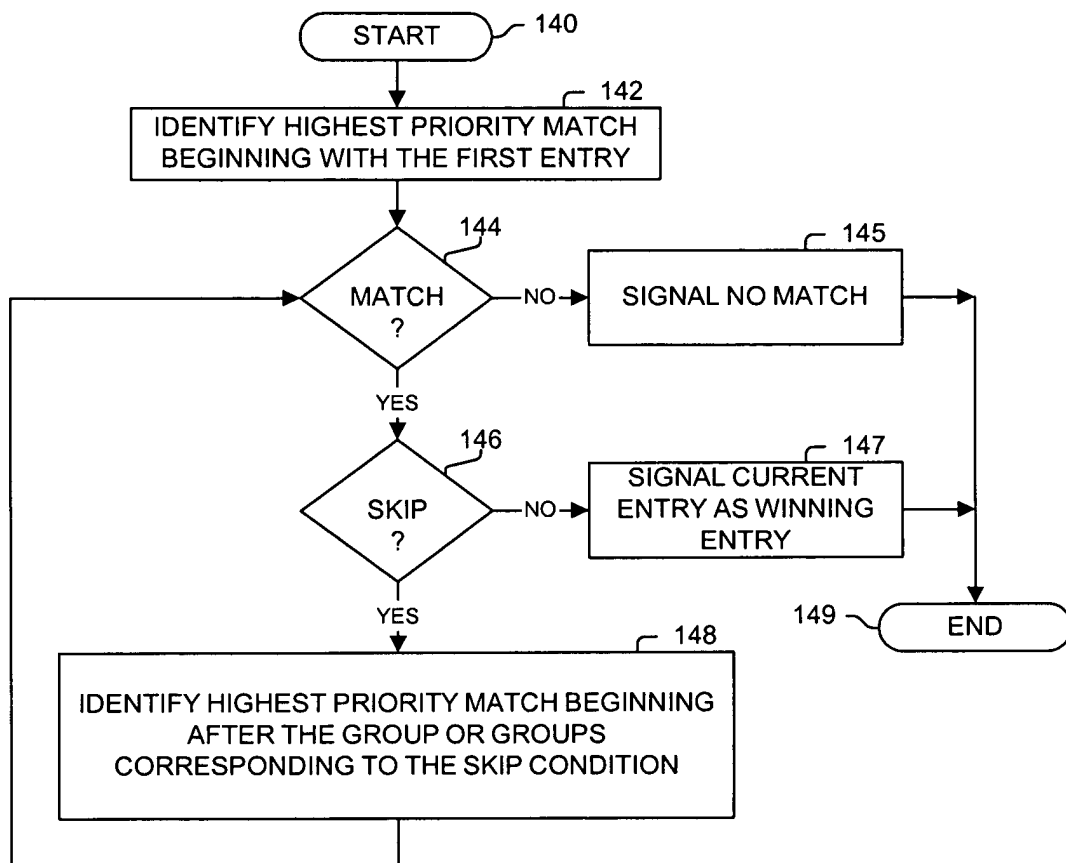 START
140
142
IDENTIFY HIGHEST PRIORITY MATCH
BEGINNING WITH THE FIRST ENTRY
144
MATCH
?
NO
145
SIGNAL NO MATCH
YES
146
SKIP
?
NO
147
SIGNAL CURRENT
ENTRY AS WINNING
ENTRY
YES
149
END
148
IDENTIFY HIGHEST PRIORITY MATCH BEGINNING
AFTER THE GROUP OR GROUPS
CORRESPONDING TO THE SKIP CONDITION